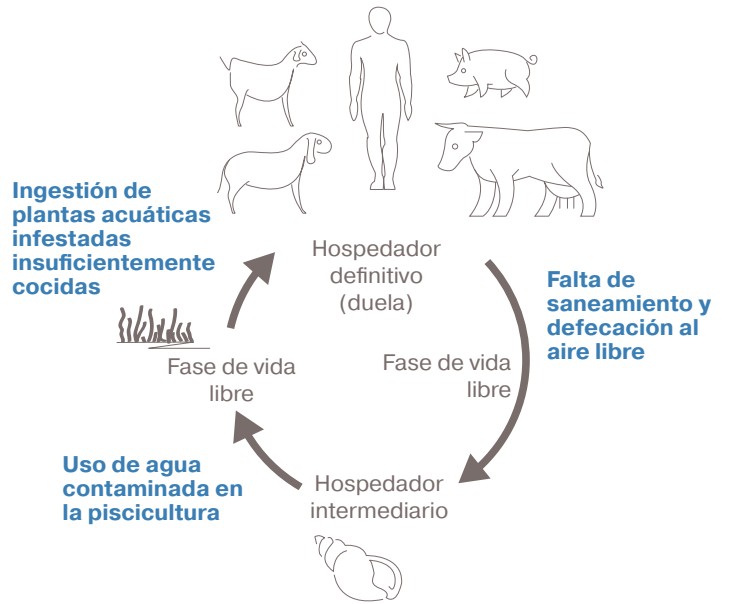 Ingestión de
plantas acuáticas
infestadas
insuficientemente
cocidas
Hospedador
definitivo
(duela)
Falta de
saneamiento y
defecación al
aire libre
Fase de vida
libre
Fase de vida
libre
Uso de agua
contaminada en
la piscicultura
Hospedador
intermediario